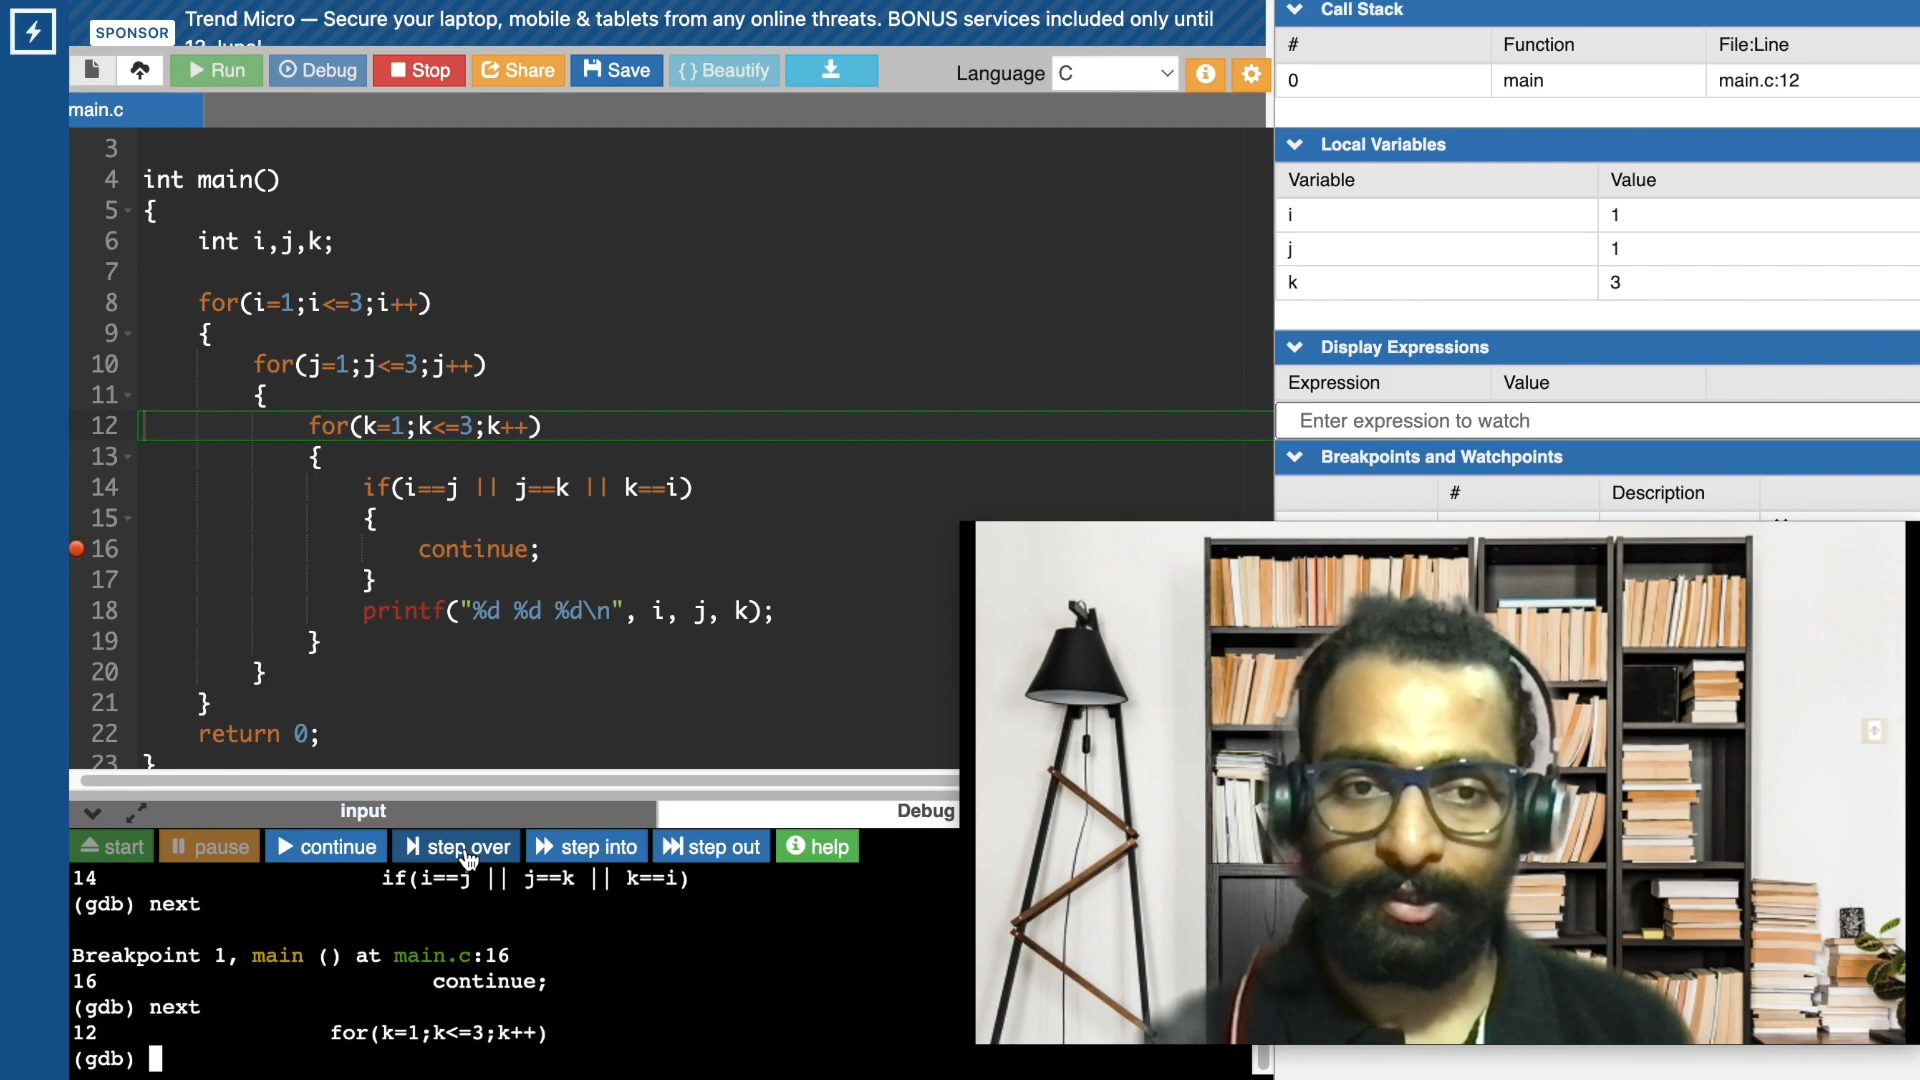 SPONSOR
Trend Micro — Secure your laptop, mobile & tablets from any online threats. BONUS services included only until
Run
Debug
Stop
Share
Save
{ } Beautify
Language
C
main.c
3
4 int main()
5 {
6 int i,j,k;
7
8 for(i=1;i<=3;i++)
9 {
10 for(j=1;j<=3;j++)
11 {
12 for(k=1;k<=3;k++)
13 {
14 if(i==j || j==k || k==i)
15 {
16 continue;
17 }
18 printf("%d %d %d\n", i, j, k);
19 }
20 }
21 }
22 return 0;
23 }
input
Debug
start
pause
continue
step over
step into
step out
help
14 if(i==j || j==k || k==i)
(gdb) next
Breakpoint 1, main () at main.c:16
16 continue;
(gdb) next
12 for(k=1;k<=3;k++)
(gdb)
Call Stack
# Function File:Line
0 main main.c:12
Local Variables
Variable Value
i 1
j 1
k 3
Display Expressions
Expression Value
Enter expression to watch
Breakpoints and Watchpoints
# Description